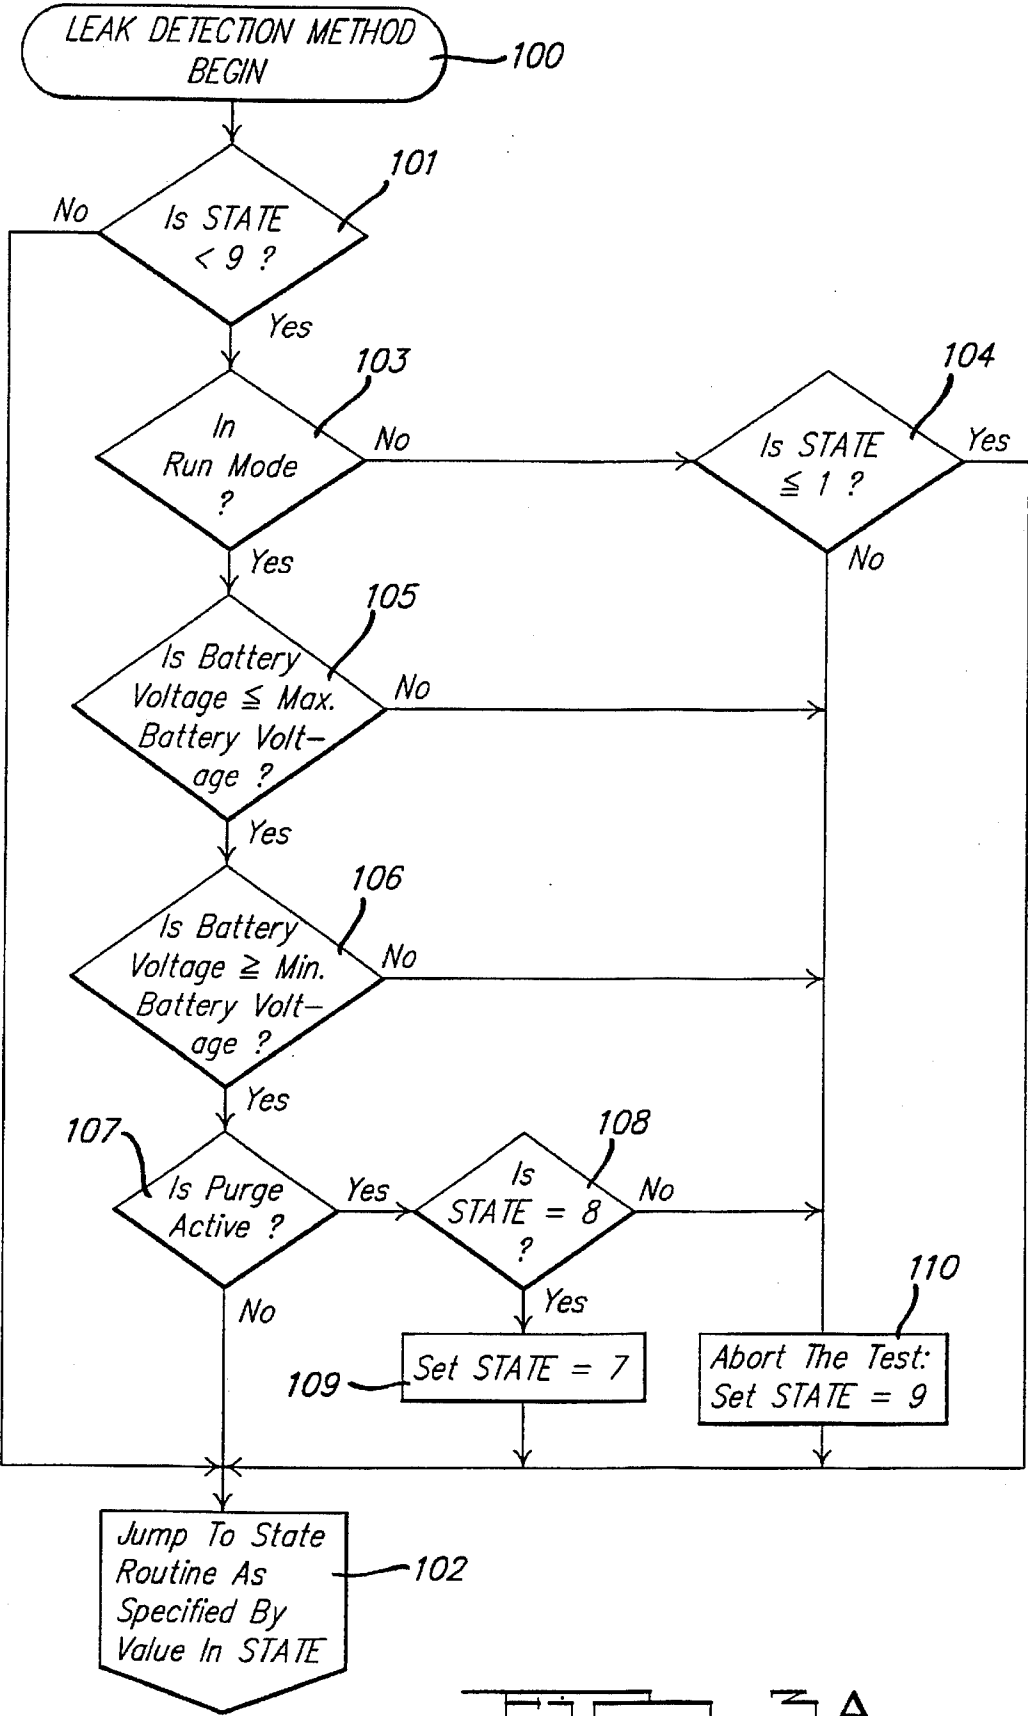 LEAK DETECTION METHOD
BEGIN
100
101
Is STATE
< 9 ?
No
Yes
103
In
Run Mode
?
No
104
Is STATE
≦ 1 ?
Yes
No
Yes
105
Is Battery
Voltage ≦ Max.
Battery Volt-
age ?
No
Yes
106
Is Battery
Voltage ≧ Min.
Battery Volt-
age ?
No
Yes
107
Is Purge
Active ?
Yes
108
Is
STATE = 8
?
No
No
Yes
109
Set STATE = 7
110
Abort The Test:
Set STATE = 9
Jump To State
Routine As
Specified By
Value In STATE
102